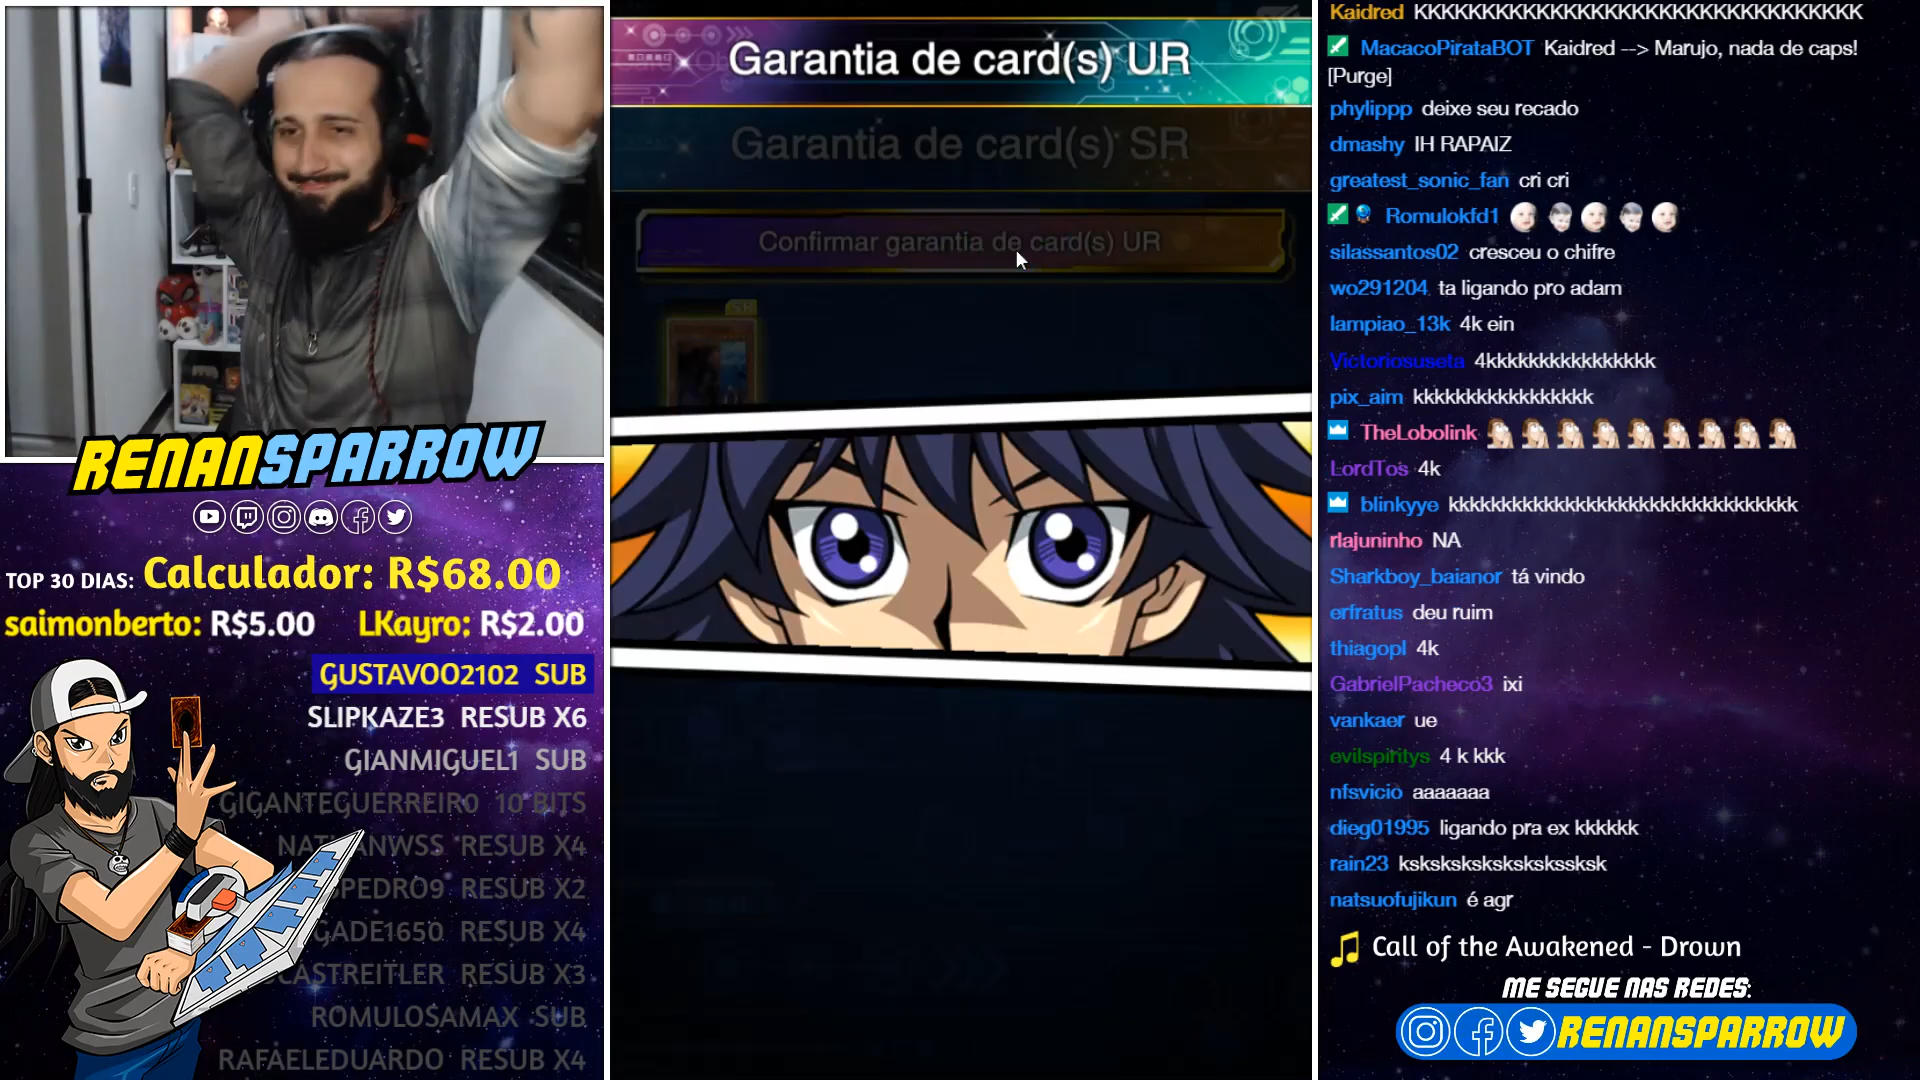 RENANSPARROW
TOP 30 DIAS: Calculador: R$68.00
saimonberto: R$5.00 LKayro: R$2.00
GUSTAVOO2102 SUB
SLIPKAZE3 RESUB X6
GIANMIGUEL1 SUB
GIGANTEGUERREIR0 10 BITS
RESUB X4
RESUB X2
RESUB X4
RESUB X3
ROMULOSAMAX SUB
RAFAELEDUARDO RESUB X4
Garantia de card(s) UR
Garantia de card(s) SR
Confirmar garantia de card(s) UR
SR
Kaidred KKKKKKKKKKKKKKKKKKKKKKKKKKKKKKKKK
MacacoPirataBOT Kaidred --> Marujo, nada de caps!
[Purge]
phylippp deixe seu recado
dmashy IH RAPAIZ
greatest_sonic_fan cri cri
Romulokfd1
silassantos02 cresceu o chifre
wo291204 ta ligando pro adam
lampiao_13k 4k ein
Victoriosuseta 4kkkkkkkkkkkkkkkk
pix_aim kkkkkkkkkkkkkkkkk
TheLobolink
LordTos 4k
blinkyye kkkkkkkkkkkkkkkkkkkkkkkkkkkkkkkkk
rlajuninho NA
Sharkboy_baianor tá vindo
erfratus deu ruim
thiagopl 4k
GabrielPacheco3 ixi
vankaer ue
evilspiritys 4 k kkk
nfsvicio aaaaaaa
dieg01995 ligando pra ex kkkkkk
rain23 ksksksksksksksssksk
natsuofujikun é agr
Call of the Awakened - Drown
ME SEGUE NAS REDES:
RENANSPARROW